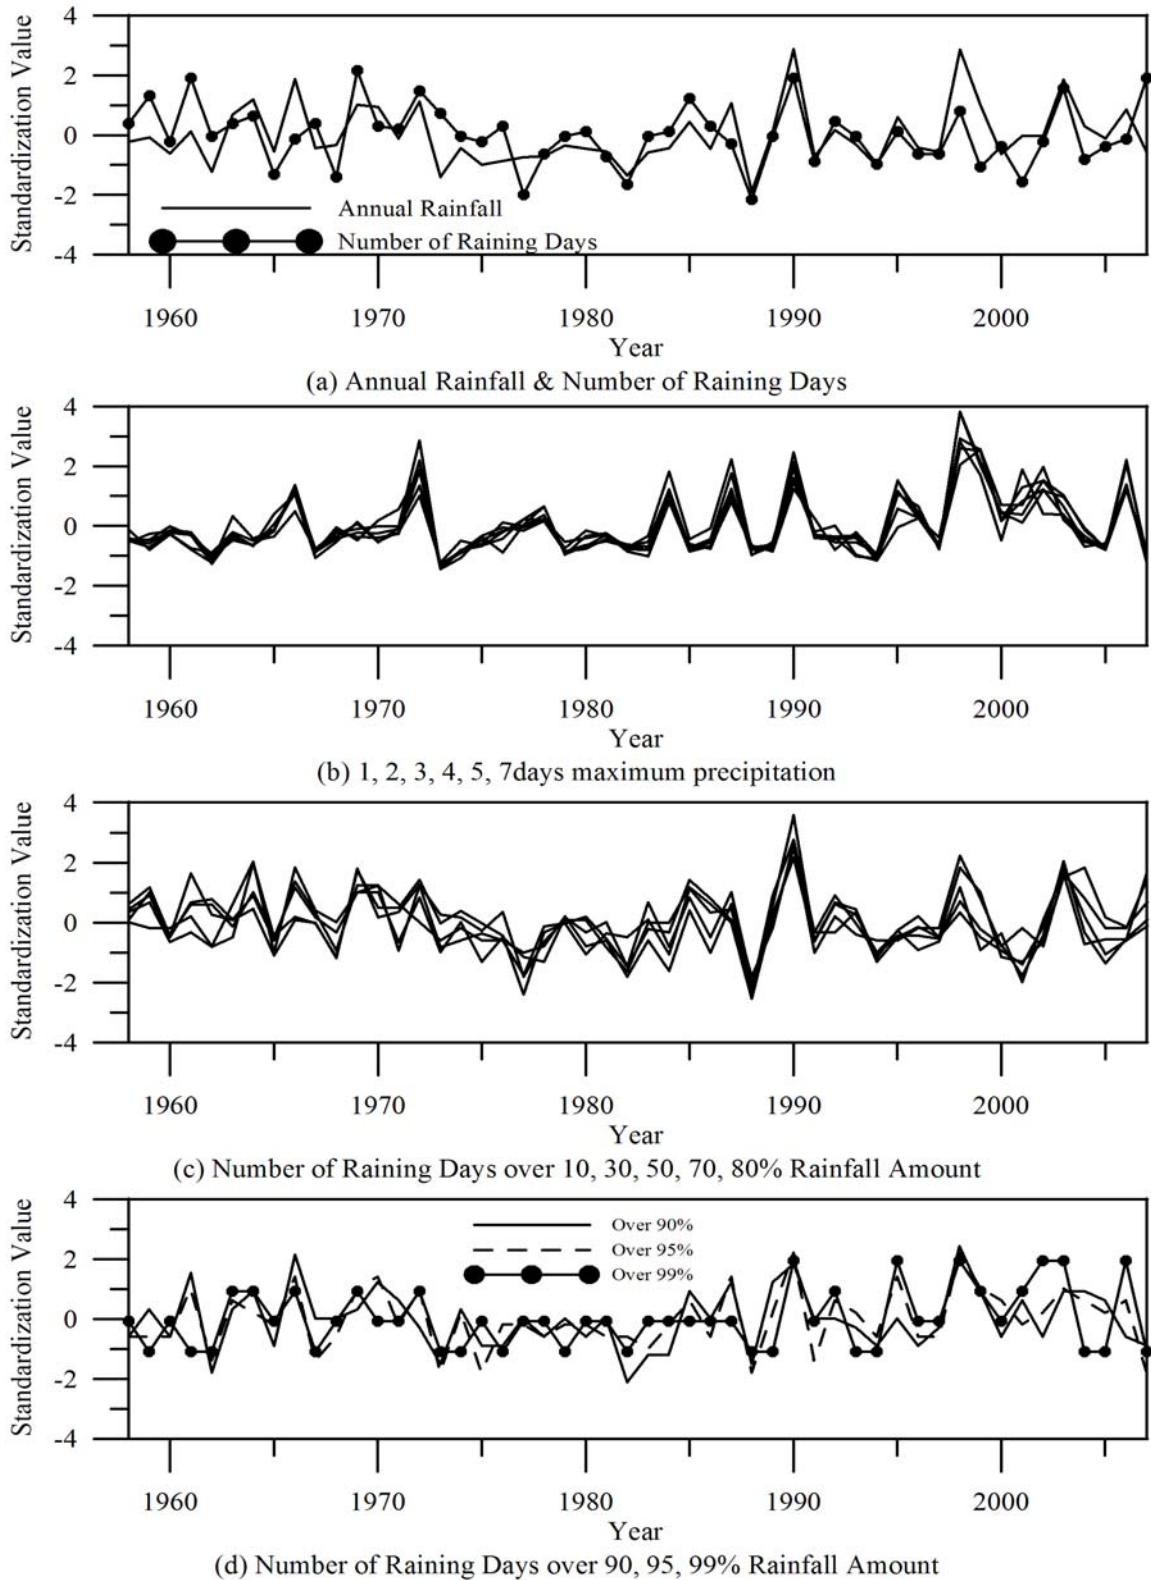 4
2
0
-2
-4
Standardization Value
Annual Rainfall
Number of Raining Days
1960 1970 1980 1990 2000
Year
(a) Annual Rainfall & Number of Raining Days
4
2
0
-2
-4
Standardization Value
1960 1970 1980 1990 2000
Year
(b) 1, 2, 3, 4, 5, 7days maximum precipitation
4
2
0
-2
-4
Standardization Value
1960 1970 1980 1990 2000
Year
(c) Number of Raining Days over 10, 30, 50, 70, 80% Rainfall Amount
4
2
0
-2
-4
Standardization Value
Over 90%
Over 95%
Over 99%
1960 1970 1980 1990 2000
Year
(d) Number of Raining Days over 90, 95, 99% Rainfall Amount